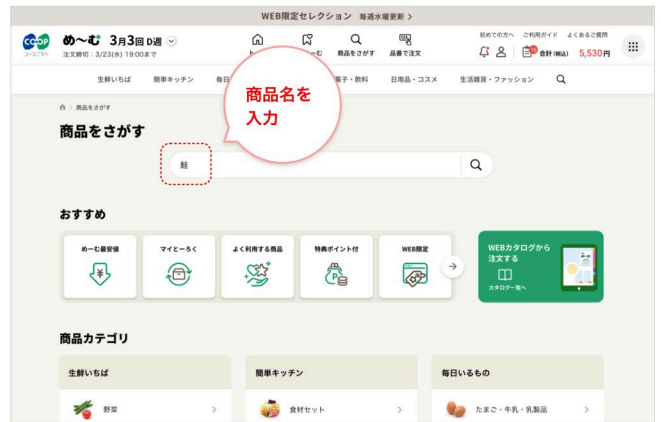 WEB限定セレクション 毎週水曜更新 >
CO・OP
めーむ 3月3回 D週
注文締切:3/23(水) 19:00まで
商品をさがす
品番で注文
初めての方へ ご利用ガイド よくあるご質問
合計(税込) 5,530円
生鮮いちば 簡単キッチン 菓子・飲料 日用品・コスメ 生活雑貨・ファッション
商品名を
入力
商品をさがす
商品をさがす
鮭
おすすめ
めーむ最安値
マイとーろく
よく利用する商品
特典ポイント付
WEB限定
WEBカタログから
注文する
カタログ一覧へ
商品カテゴリ
生鮮いちば
簡単キッチン
毎日いるもの
野菜
食材セット
たまご・牛乳・乳製品